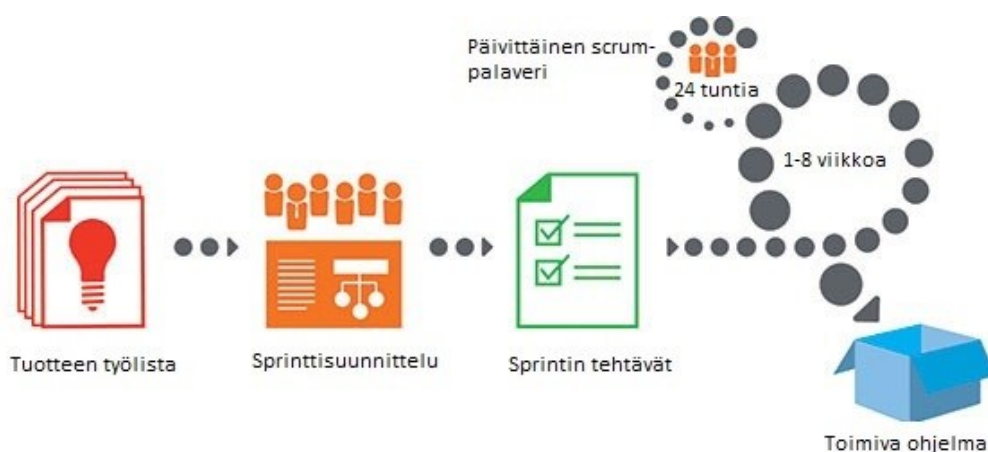 Päivittäinen scrum-
palaveri
24 tuntia
1-8 viikkoa
Tuotteen työlista
Sprinttisuunnittelu
Sprintin tehtävät
Toimiva ohjelma